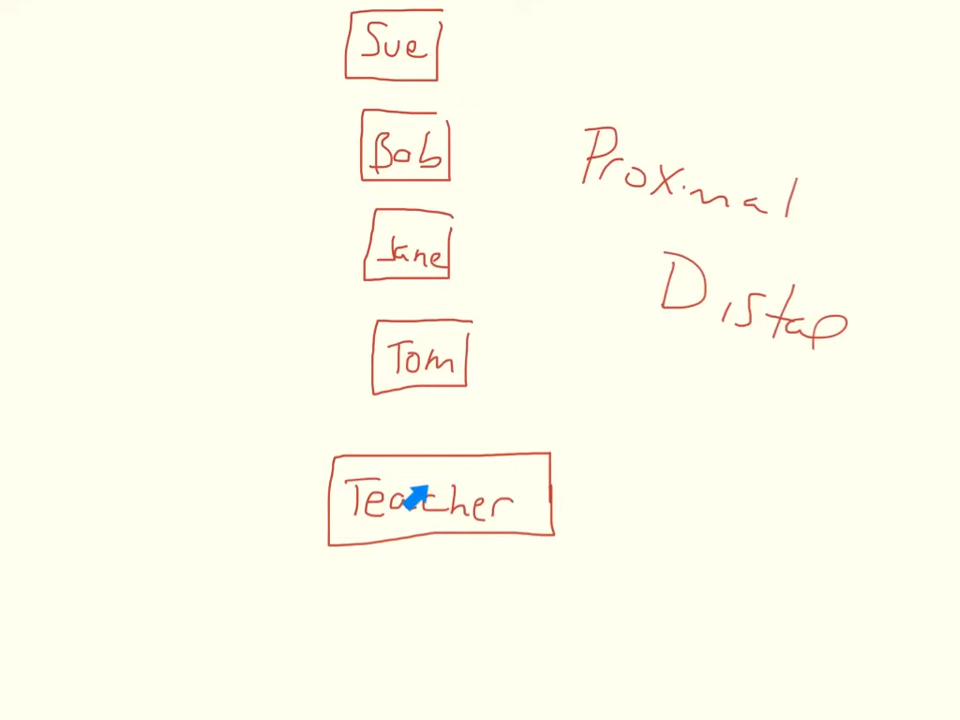 Sue
Bob
Jane
Tom
Teacher
Proximal
Distal